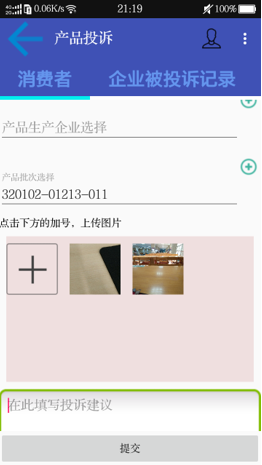 0.06K/s 21:19 100%
产品投诉
消费者 企业被投诉记录
产品生产企业选择
产品批次选择
320102-01213-011
点击下方的加号，上传图片
在此填写投诉建议
提交